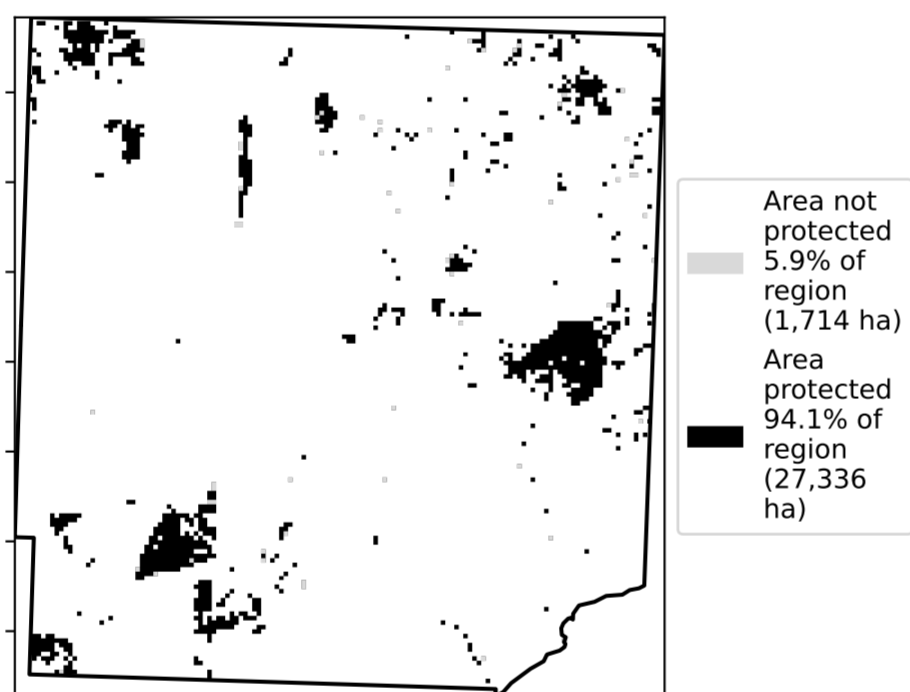 Area not
protected
5.9% of
region
(1,714 ha)
Area
protected
94.1% of
region
(27,336
ha)